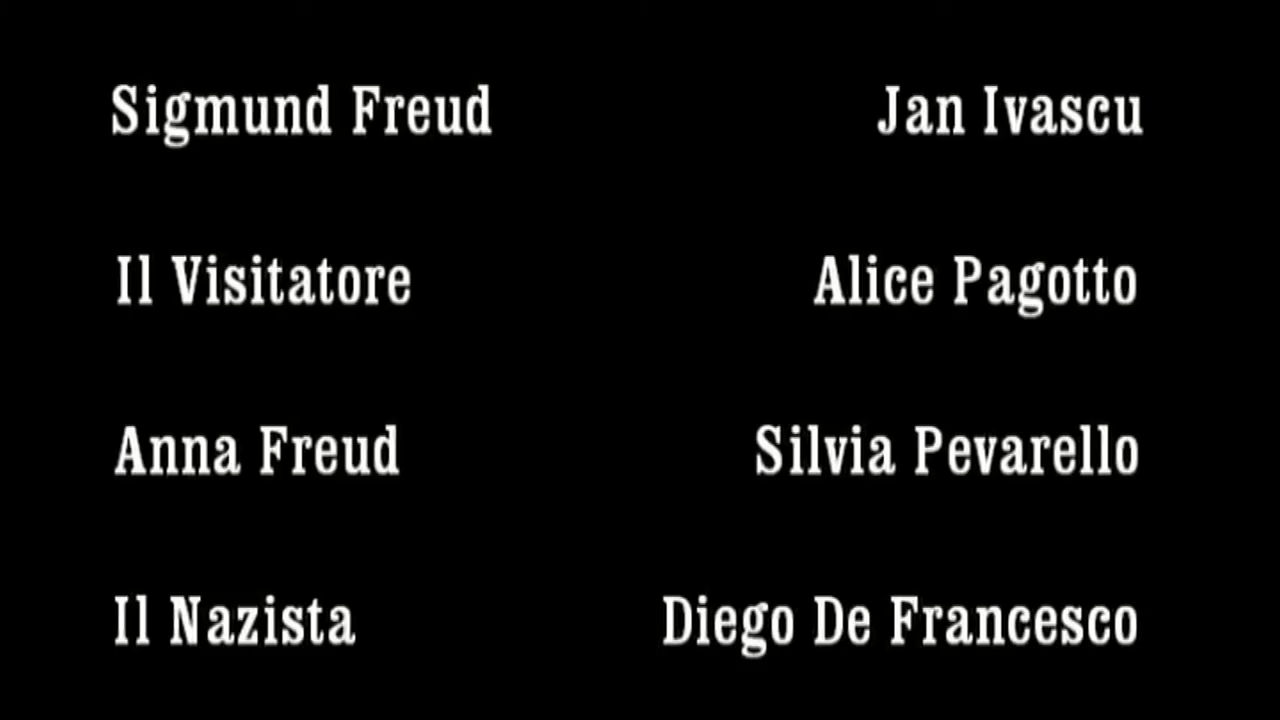 Sigmund Freud Jan Ivascu
Il Visitatore Alice Pagotto
Anna Freud Silvia Pevarello
Il Nazista Diego De Francesco